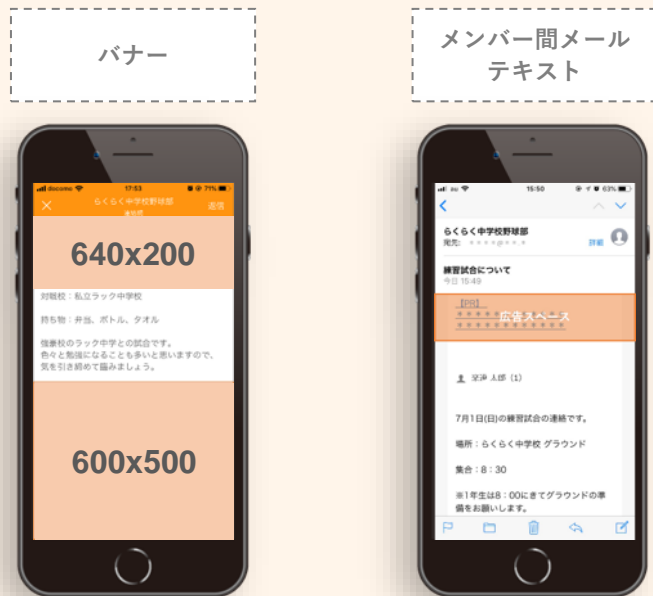 バナー
メンバー間メール
テキスト
docomo 17:53 71%
らくらく中学校野球部
連絡網
返信
640x200
対戦校：私立ラック中学校
持ち物：弁当、ボトル、タオル
強豪校のラック中学との試合です。
色々と勉強になることも多いと思いますので、
気を引き締めて臨みましょう。
600x500
au 15:50 63%
らくらく中学校野球部
宛先:
詳細
練習試合について
今日 15:49
[PR]
広告スペース
(1)
7月1日(日)の練習試合の連絡です。
場所：らくらく中学校 グラウンド
集合：8：30
※1年生は8：00にきてグラウンドの準
備をお願いします。